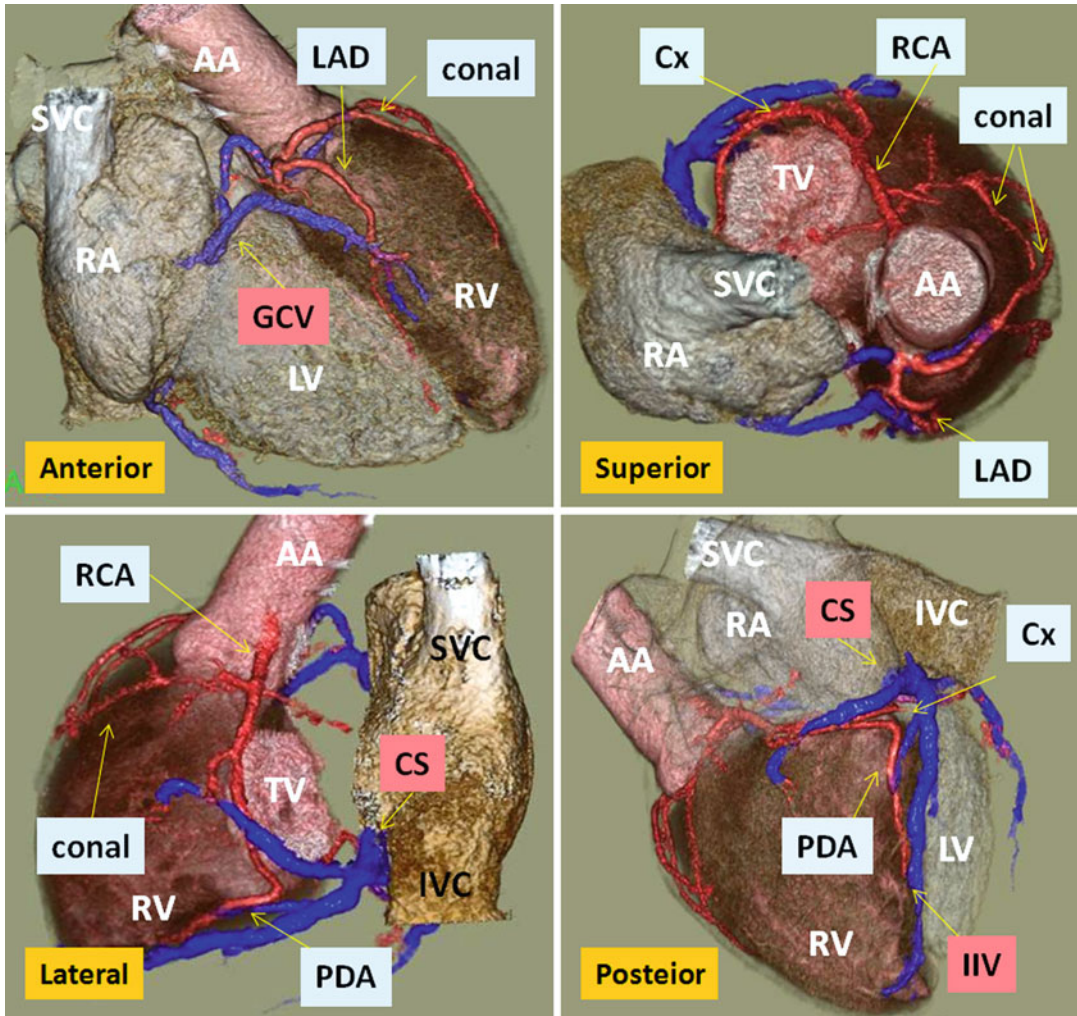 AA
LAD
conal
SVC
RA
GCV
RV
LV
A
Anterior
Cx
RCA
conal
TV
SVC
AA
RA
LAD
Superior
AA
RCA
SVC
CS
TV
conal
IVC
RV
PDA
Lateral
SVC
CS
IVC
RA
Cx
AA
PDA
LV
RV
IIV
Posteior